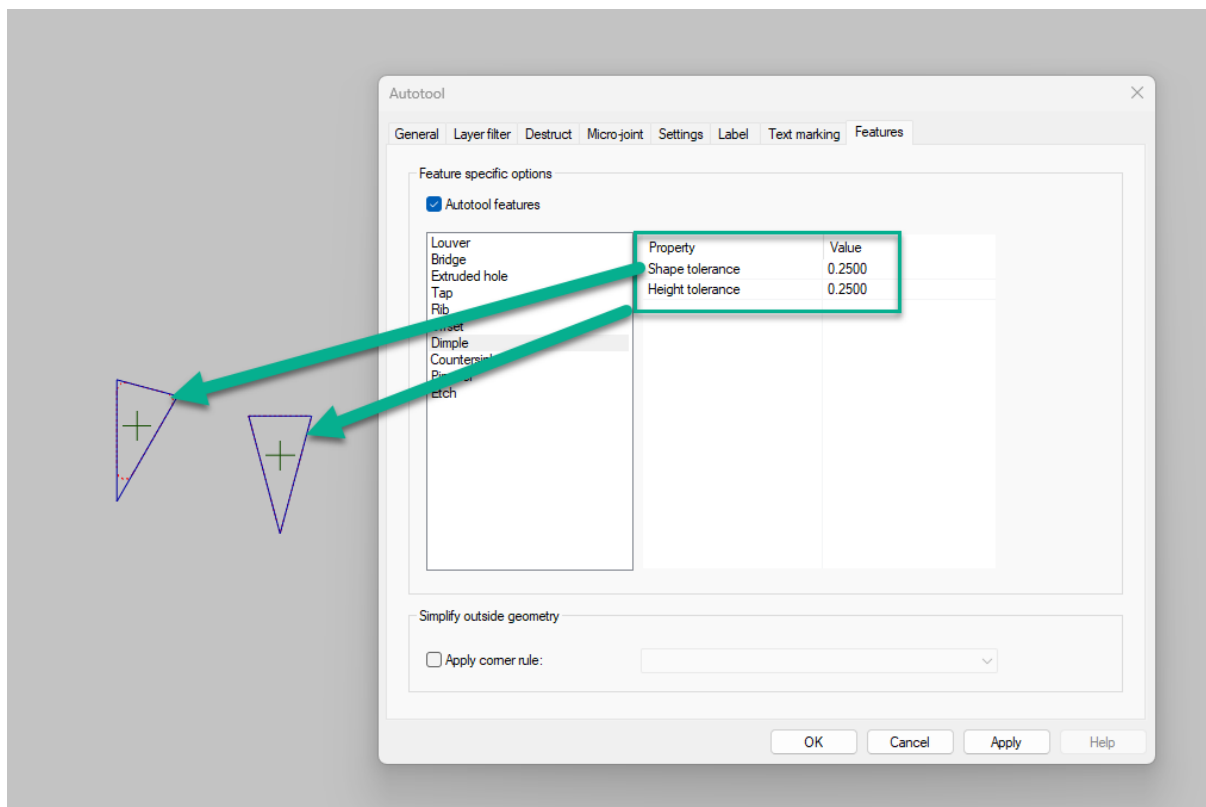 Autotool
General Layer filter Destruct Micro-joint Settings Label Text marking Features
Feature specific options
Autotool features
Louver
Bridge
Extruded hole
Tap
Rib
Dimple
Etch
Property Value
Shape tolerance 0.2500
Height tolerance 0.2500
Simplify outside geometry
Apply corner rule:
OK Cancel Apply Help